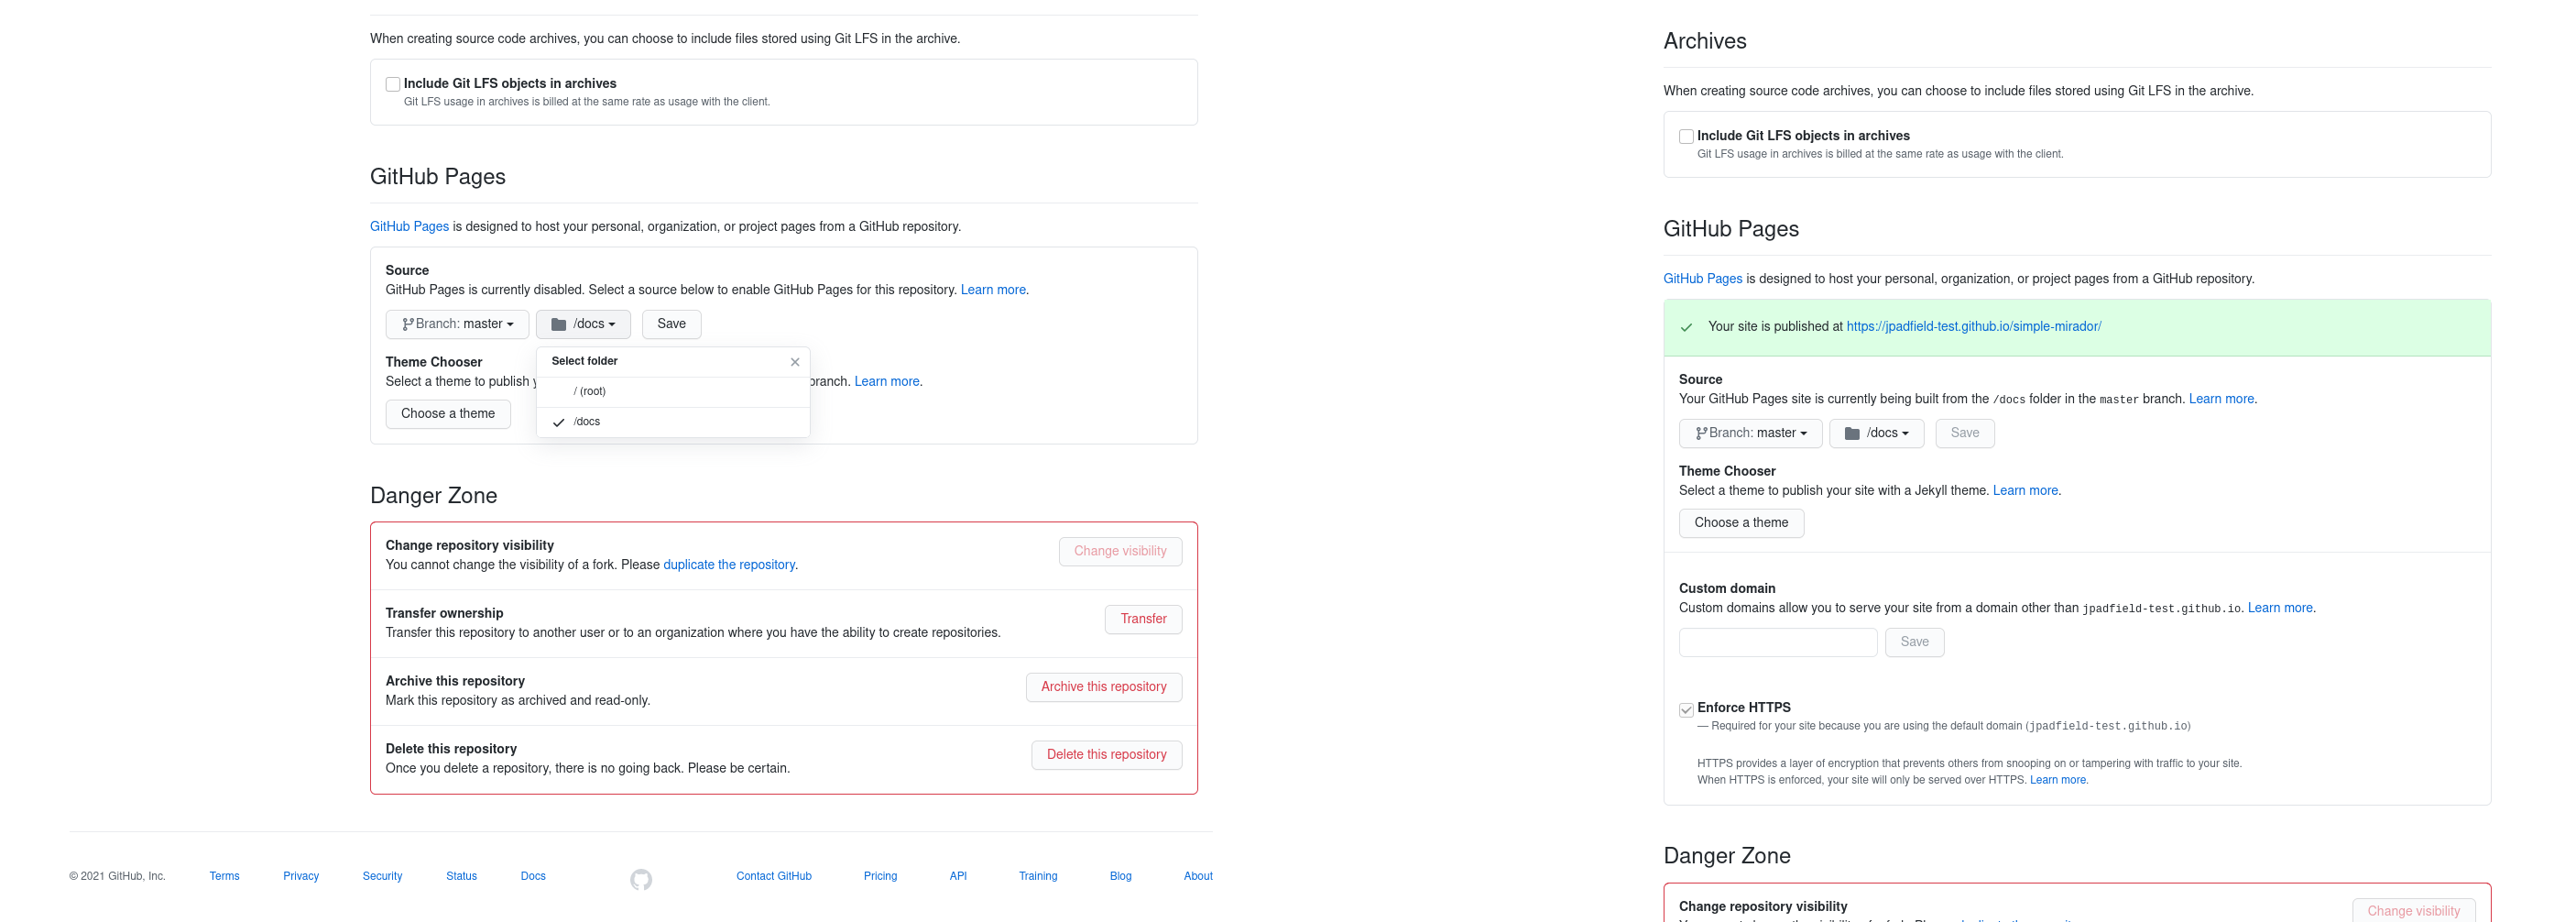 When creating source code archives, you can choose to include files stored using Git LFS in the archive.
Include Git LFS objects in archives
Git LFS usage in archives is billed at the same rate as usage with the client.
GitHub Pages
GitHub Pages is designed to host your personal, organization, or project pages from a GitHub repository.
Source
GitHub Pages is currently disabled. Select a source below to enable GitHub Pages for this repository. Learn more.
Branch: master /docs Save
Theme Chooser
Select a theme to publish
branch. Learn more.
Choose a theme
Select folder
/ (root)
/docs
Danger Zone
Change repository visibility
You cannot change the visibility of a fork. Please duplicate the repository.
Change visibility
Transfer ownership
Transfer this repository to another user or to an organization where you have the ability to create repositories.
Transfer
Archive this repository
Mark this repository as archived and read-only.
Archive this repository
Delete this repository
Once you delete a repository, there is no going back. Please be certain.
Delete this repository
© 2021 GitHub, Inc. Terms Privacy Security Status Docs Contact GitHub Pricing API Training Blog About
Archives
When creating source code archives, you can choose to include files stored using Git LFS in the archive.
Include Git LFS objects in archives
Git LFS usage in archives is billed at the same rate as usage with the client.
GitHub Pages
GitHub Pages is designed to host your personal, organization, or project pages from a GitHub repository.
Your site is published at https://jpadfield-test.github.io/simple-mirador/
Source
Your GitHub Pages site is currently being built from the /docs folder in the master branch. Learn more.
Branch: master /docs Save
Theme Chooser
Select a theme to publish your site with a Jekyll theme. Learn more.
Choose a theme
Custom domain
Custom domains allow you to serve your site from a domain other than jpadfield-test.github.io. Learn more.
Save
Enforce HTTPS
— Required for your site because you are using the default domain (jpadfield-test.github.io)
HTTPS provides a layer of encryption that prevents others from snooping on or tampering with traffic to your site.
When HTTPS is enforced, your site will only be served over HTTPS. Learn more.
Danger Zone
Change repository visibility
Change visibility